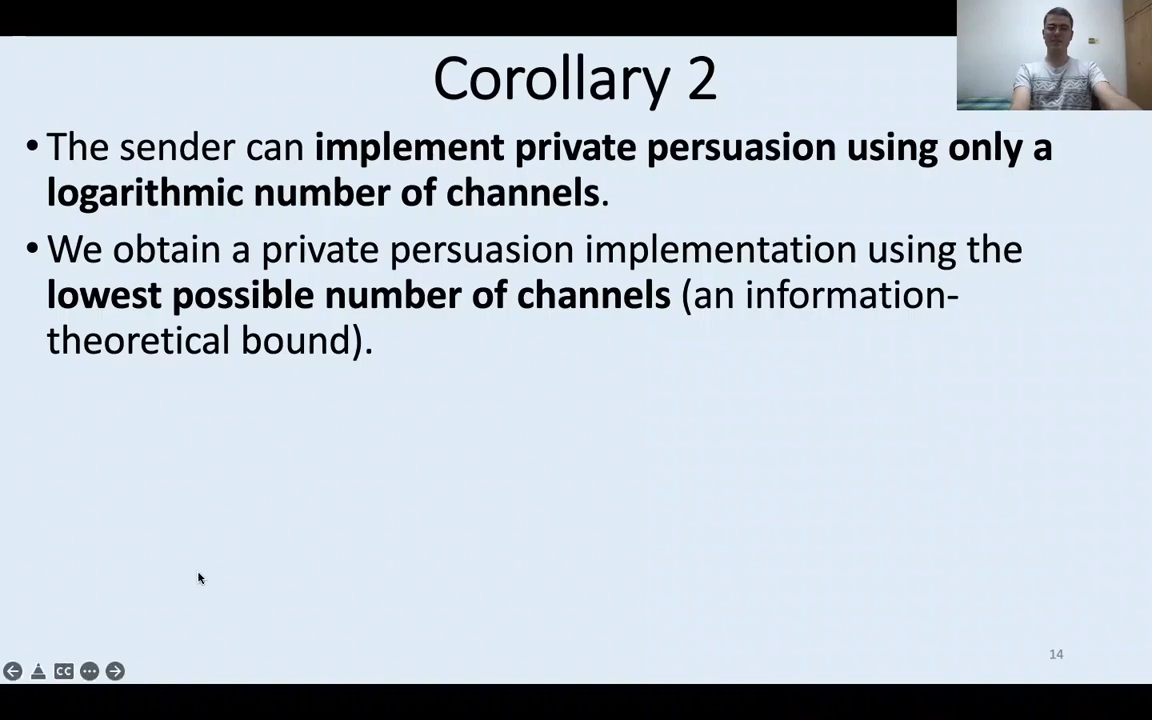 Corollary 2
• The sender can implement private persuasion using only a
logarithmic number of channels.
• We obtain a private persuasion implementation using the
lowest possible number of channels (an information-
theoretical bound).
14
CC